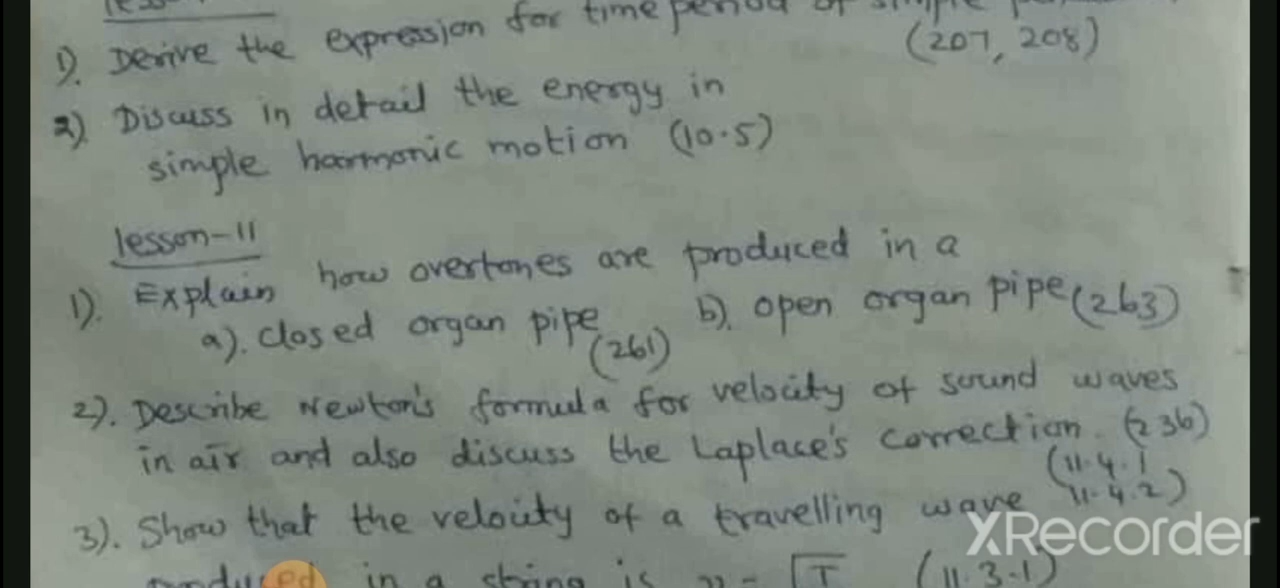 1). Derive the expression for time period of simple
(207, 208)
2) Discuss in detail the energy in
simple harmonic motion (10.5)
lesson-11
1). Explain how overtones are produced in a
a). closed organ pipe (261) b). open organ pipe (263)
2). Describe Newton's formula for velocity of sound waves
in air and also discuss the Laplace's correction. (236)
(11.4.1
11.4.2)
3). Show that the velocity of a travelling wave
produced in a string is (11.3.1)
XRecorder